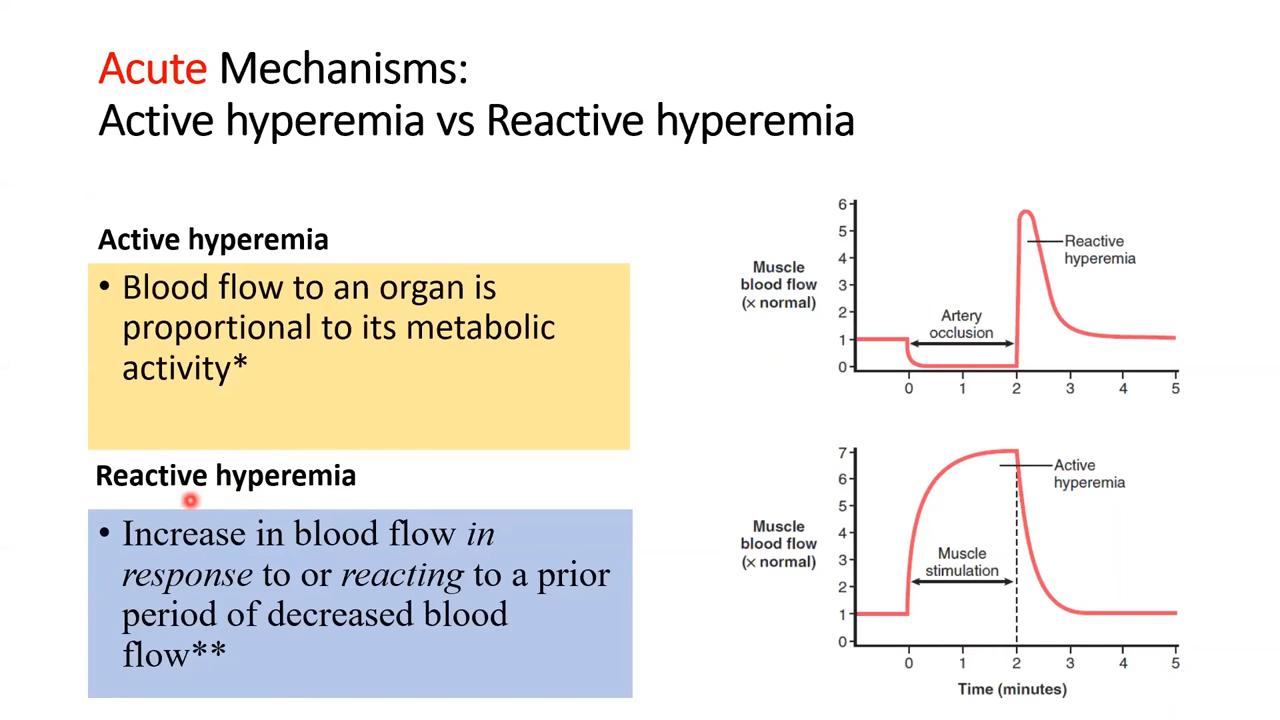 Acute Mechanisms:
Active hyperemia vs Reactive hyperemia
Active hyperemia
• Blood flow to an organ is
proportional to its metabolic
activity*
Reactive hyperemia
• Increase in blood flow in
response to or reacting to a prior
period of decreased blood
flow**
Muscle
blood flow
(× normal)
6
5
4
3
2
1
0
Artery
occlusion
Reactive
hyperemia
0 1 2 3 4 5
Muscle
blood flow
(× normal)
7
6
5
4
3
2
1
0
Muscle
stimulation
Active
hyperemia
0 1 2 3 4 5
Time (minutes)